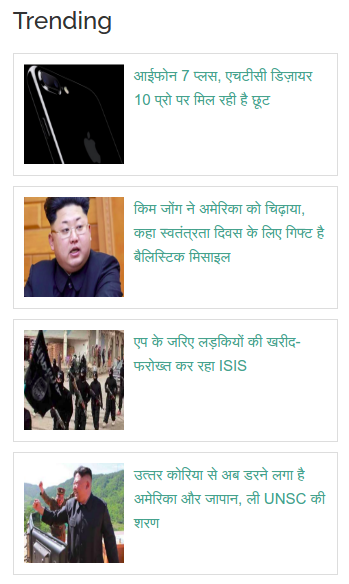 Trending
आईफोन 7 प्लस, एचटीसी डिज़ायर
10 प्रो पर मिल रही है छूट
किम जोंग ने अमेरिका को चिढ़ाया,
कहा स्वतंत्रता दिवस के लिए गिफ्ट है
बैलिस्टिक मिसाइल
एप के जरिए लड़कियों की खरीद-
फरोख्त कर रहा ISIS
उत्तर कोरिया से अब डरने लगा है
अमेरिका और जापान, ली UNSC की
शरण